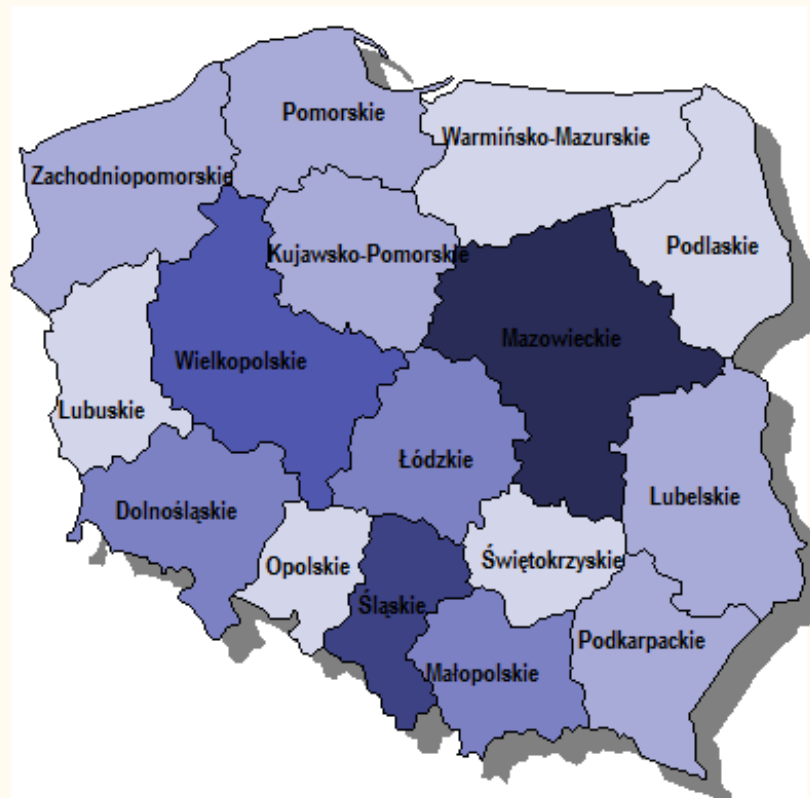 Pomorskie
Warmińsko-Mazurskie
Zachodniopomorskie
Podlaskie
Kujawsko-Pomorskie
Mazowieckie
Wielkopolskie
Lubuskie
Łódzkie
Lubelskie
Dolnośląskie
Świętokrzyskie
Opolskie
Śląskie
Podkarpackie
Małopolskie